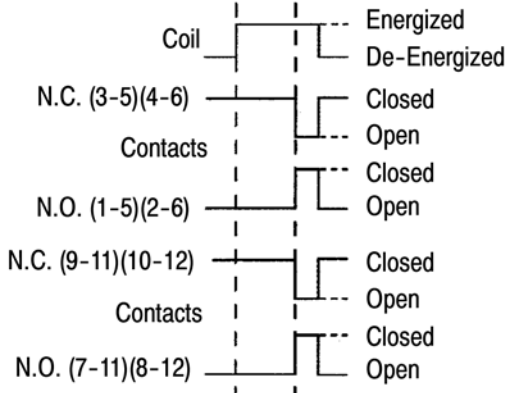 Energized
Coil
De-Energized
N.C. (3-5)(4-6) Closed
Open
Contacts
Closed
N.O. (1-5)(2-6) Open
N.C. (9-11)(10-12) Closed
Open
Contacts
Closed
N.O. (7-11)(8-12) Open